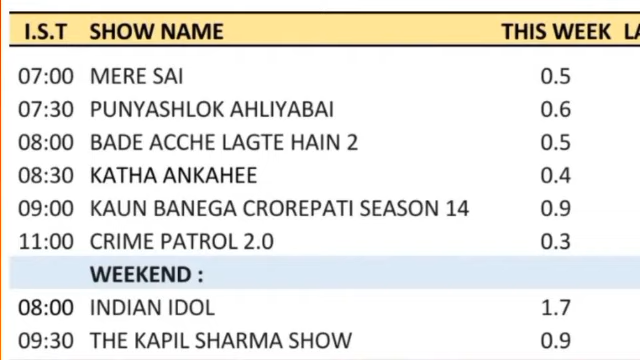 I.S.T SHOW NAME THIS WEEK
07:00 MERE SAI 0.5
07:30 PUNYASHLOK AHLIYABAI 0.6
08:00 BADE ACCHE LAGTE HAIN 2 0.5
08:30 KATHA ANKAHEE 0.4
09:00 KAUN BANEGA CROREPATI SEASON 14 0.9
11:00 CRIME PATROL 2.0 0.3
WEEKEND :
08:00 INDIAN IDOL 1.7
09:30 THE KAPIL SHARMA SHOW 0.9